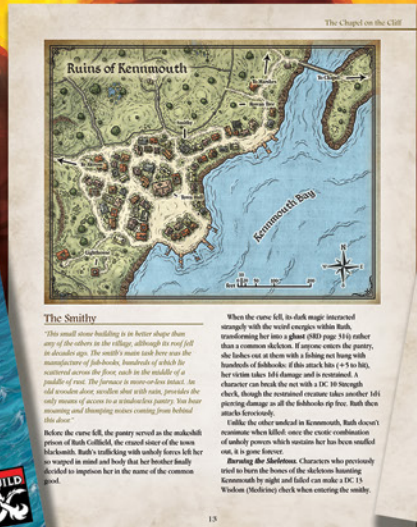 The Chapel on the Cliff
Ruins of Kennmouth
To Chapel
Smithy
Kennmouth Bay
Lighthouse
N
Feet
The Smithy
"This small stone building is in better shape than
any of the others in the village, although its roof fell
in decades ago. The smith's main task here was the
manufacture of fish-hooks, hundreds of which lie
scattered across the floor, each in the middle of a
puddle of rust. The furnace is more-or-less intact. An
old wooden door, swollen shut with rain, provides the
only means of access to a windowless pantry. You hear
moaning and thumping noises coming from behind
this door."
Before the curse fell, the pantry served as the makeshift
prison of Ruth Collfield, the crazed sister of the town
blacksmith. Ruth's trafficking with unholy forces left her
so warped in mind and body that her brother finally
decided to imprison her in the name of the common
good.
When the curse fell, its dark magic interacted
strangely with the weird energies within Ruth,
transforming her into a ghast (SRD page 314) rather
than a common skeleton. If anyone enters the pantry,
she lashes out at them with a fishing net hung with
hundreds of fishhooks: if this attack hits (+5 to hit),
her victim takes 1d4 damage and is restrained. A
character can break the net with a DC 10 Strength
check, though the restrained creature takes another 1d4
piercing damage as all the fishhooks rip free. Ruth then
attacks ferociously.
Unlike the other undead in Kennmouth, Ruth doesn't
reanimate when killed: once the exotic combination
of unholy powers which sustain her has been snuffed
out, it is gone forever.
Burning the Skeletons. Characters who previously
tried to burn the bones of the skeletons haunting
Kennmouth by night and failed can make a DC 13
Wisdom (Medicine) check when entering the smithy.
13